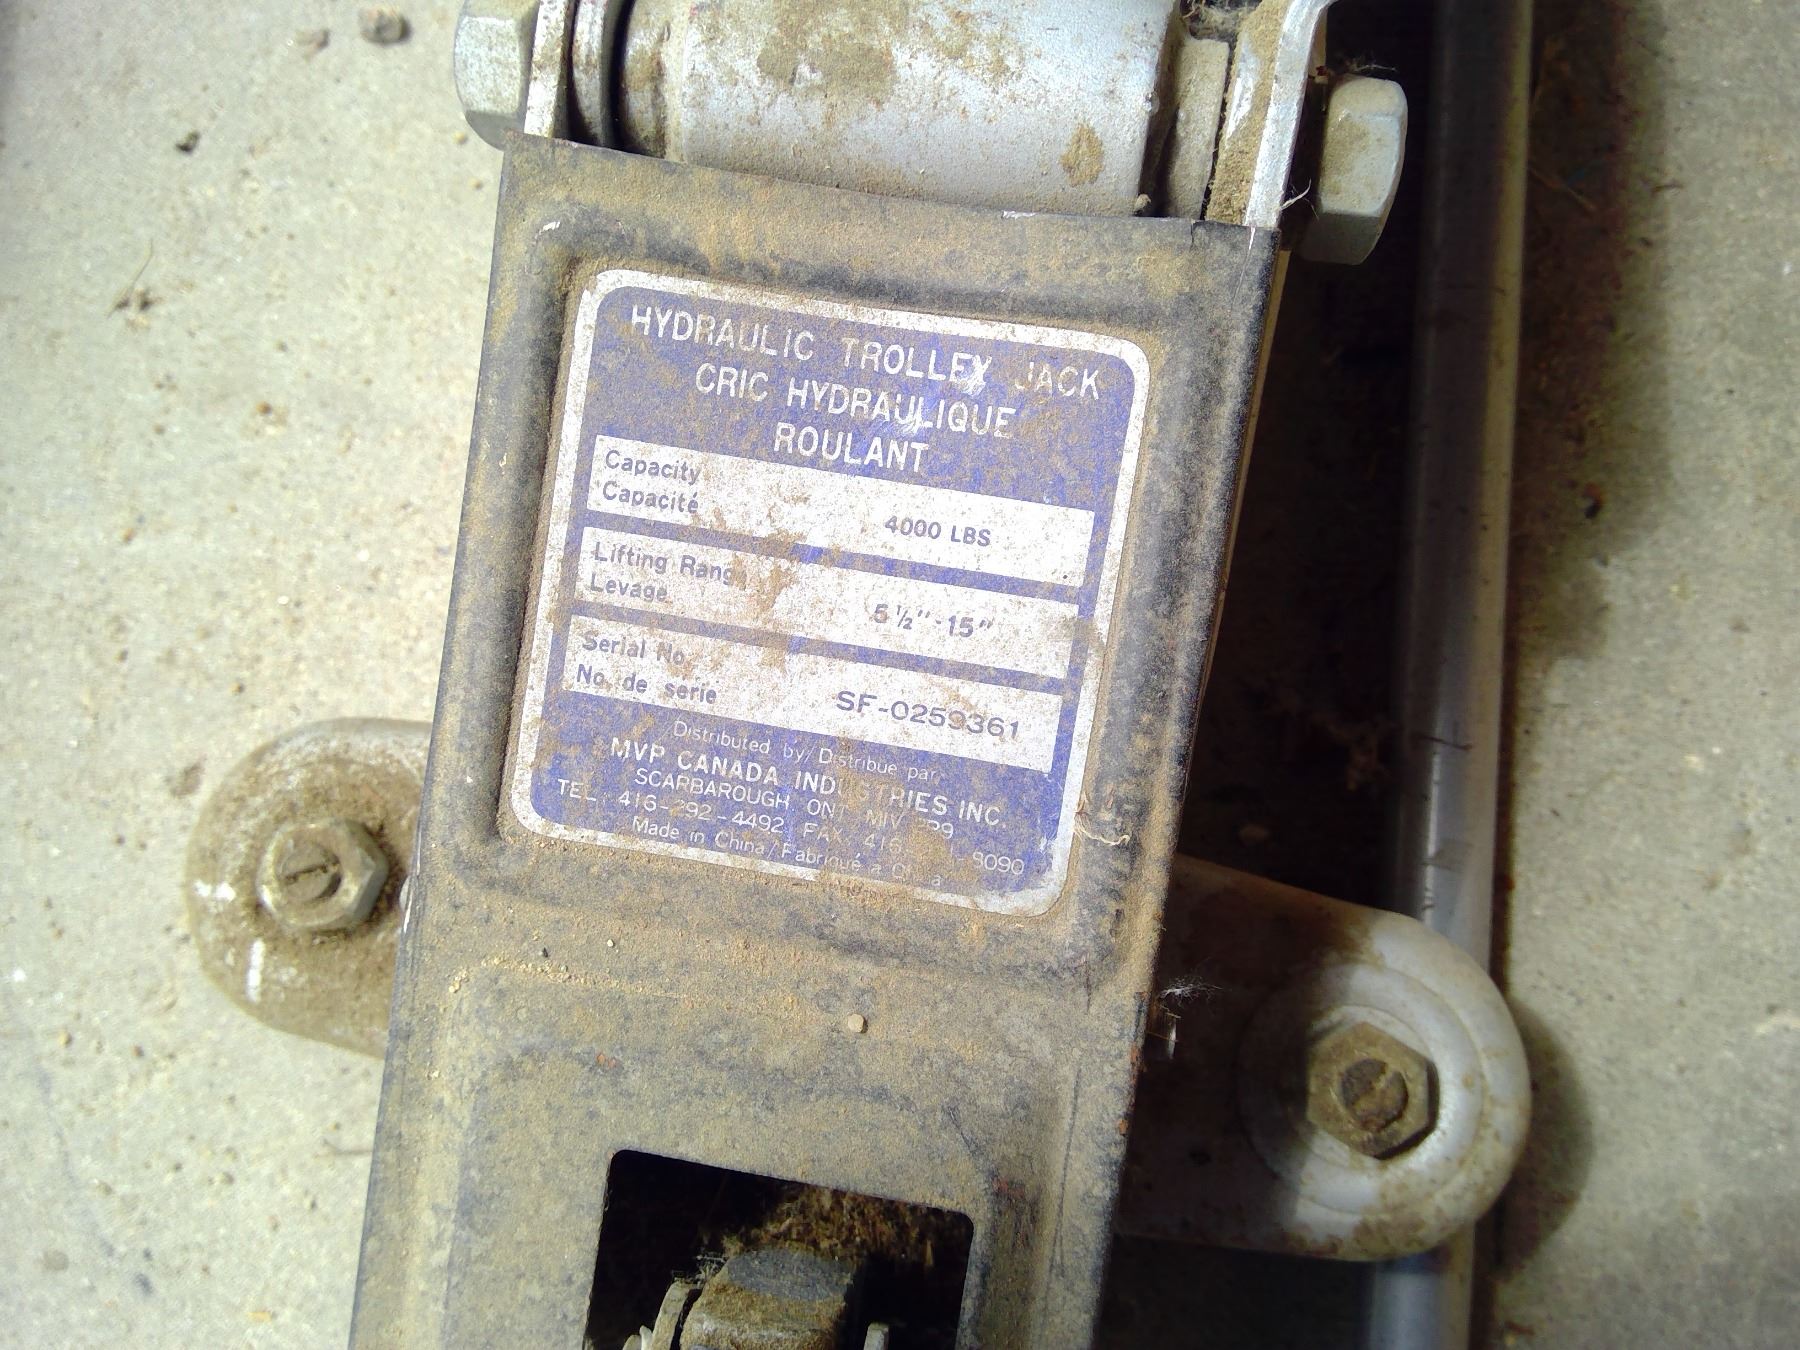 HYDRAULIC TROLLEY JACK
CRIC HYDRAULIQUE
ROULANT
Capacity
Capacité
4000 LBS
Lifting
Levage
5 ½"-15"
Serial No.
No. de serie
SF-0259361
Distributed by/Distribue par
MVP CANADA INDUSTRIES INC.
SCARBAROUGH ONT
TEL: 416-292-4492 FAX 416
Made in China/Fabriqué a